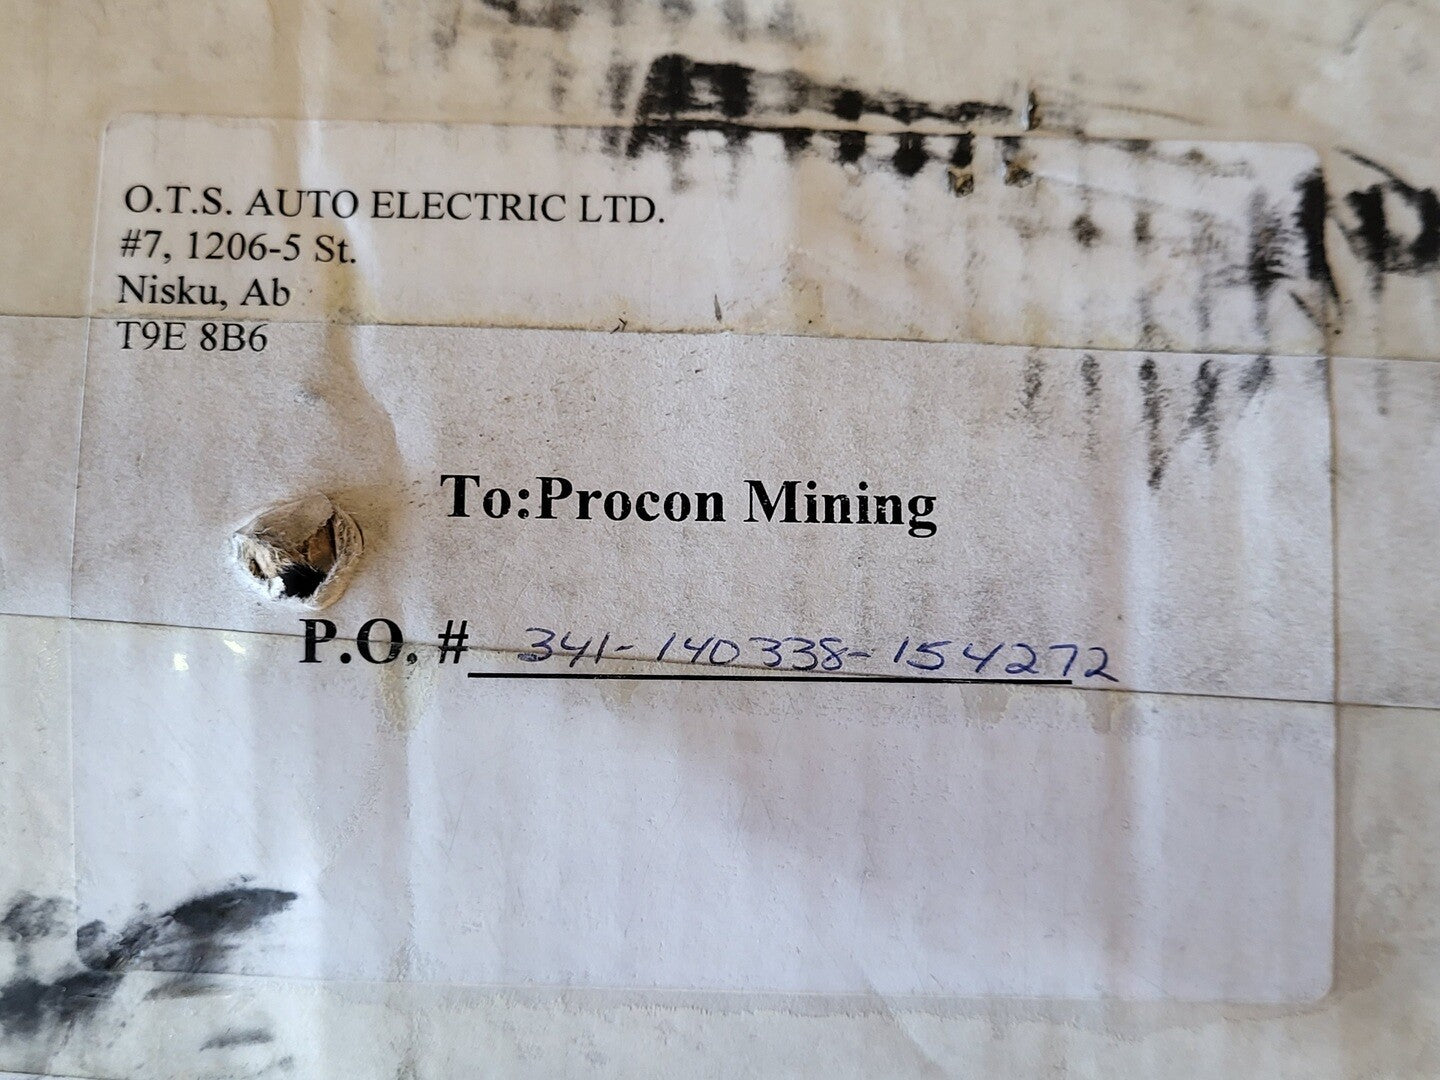 O.T.S. AUTO ELECTRIC LTD.
#7, 1206-5 St.
Nisku, Ab
T9E 8B6
To:Procon Mining
P.O. # 341-140338-154272